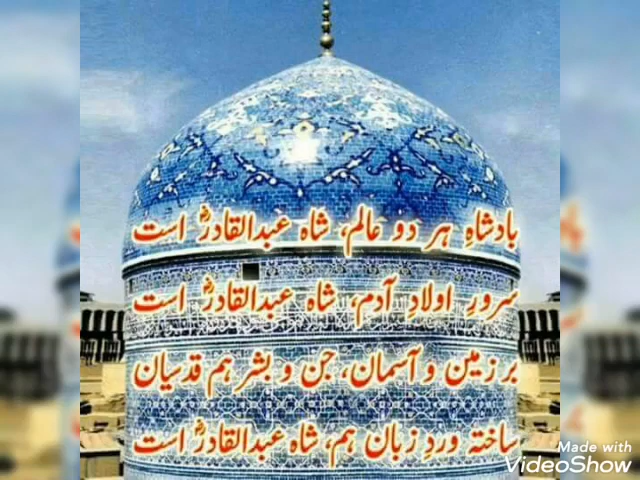 بادشاہِ ہر دو عالم، شاہ عبدالقادرؓ است
سرورِ اولادِ آدم، شاہ عبدالقادرؓ است
بر زمین و آسمان، جن و بشر ہم قدسیان
ساختہ وردِ زبان ہم، شاہ عبدالقادرؓ است
Made with
VideoShow